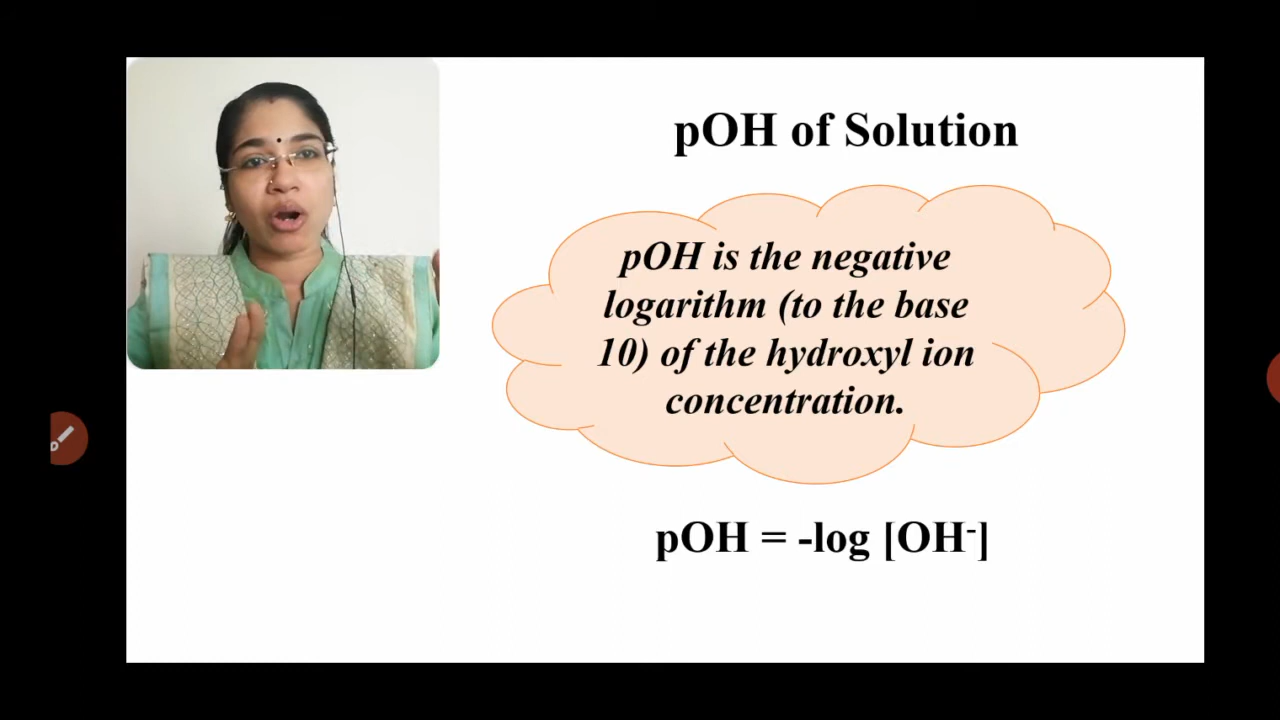 pOH of Solution
pOH is the negative
logarithm (to the base
10) of the hydroxyl ion
concentration.
pOH = -log [OH⁻]